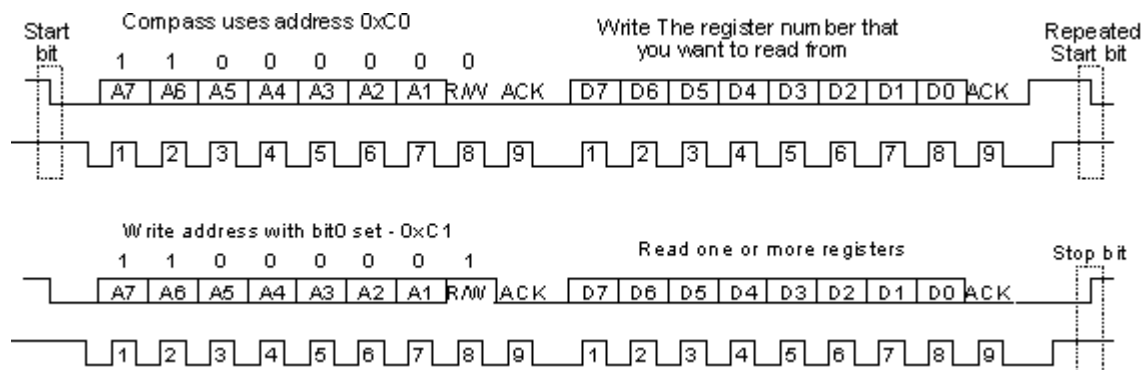 Compass uses address 0xC0
Write The register number that
you want to read from
Start
bit
Repeated
Start bit
1 1 0 0 0 0 0 0
A7 A6 A5 A4 A3 A2 A1 R/W ACK D7 D6 D5 D4 D3 D2 D1 D0 ACK
1 2 3 4 5 6 7 8 9 1 2 3 4 5 6 7 8 9
Write address with bit0 set - 0xC1
Read one or more registers
Stop bit
1 1 0 0 0 0 0 1
A7 A6 A5 A4 A3 A2 A1 R/W ACK D7 D6 D5 D4 D3 D2 D1 D0 ACK
1 2 3 4 5 6 7 8 9 1 2 3 4 5 6 7 8 9